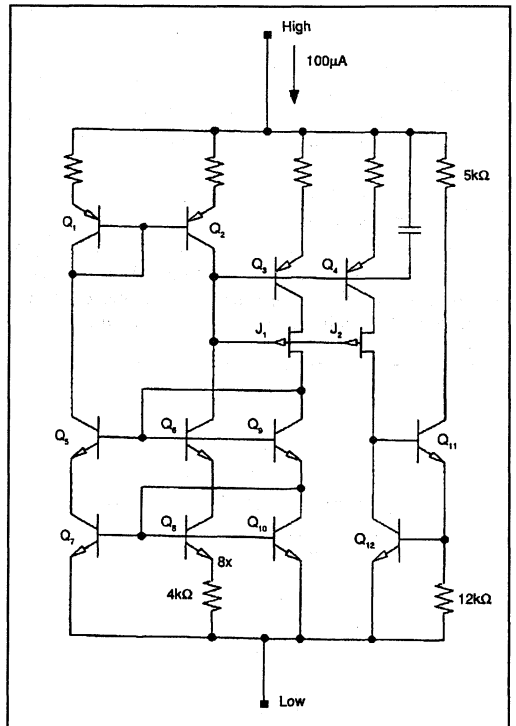 High
100µA
5kΩ
Q₁
Q₂
Q₃
Q₄
J₁
J₂
Q₅
Q₆
Q₉
Q₁₁
Q₇
Q₈
Q₁₀
Q₁₂
8x
4kΩ
12kΩ
Low